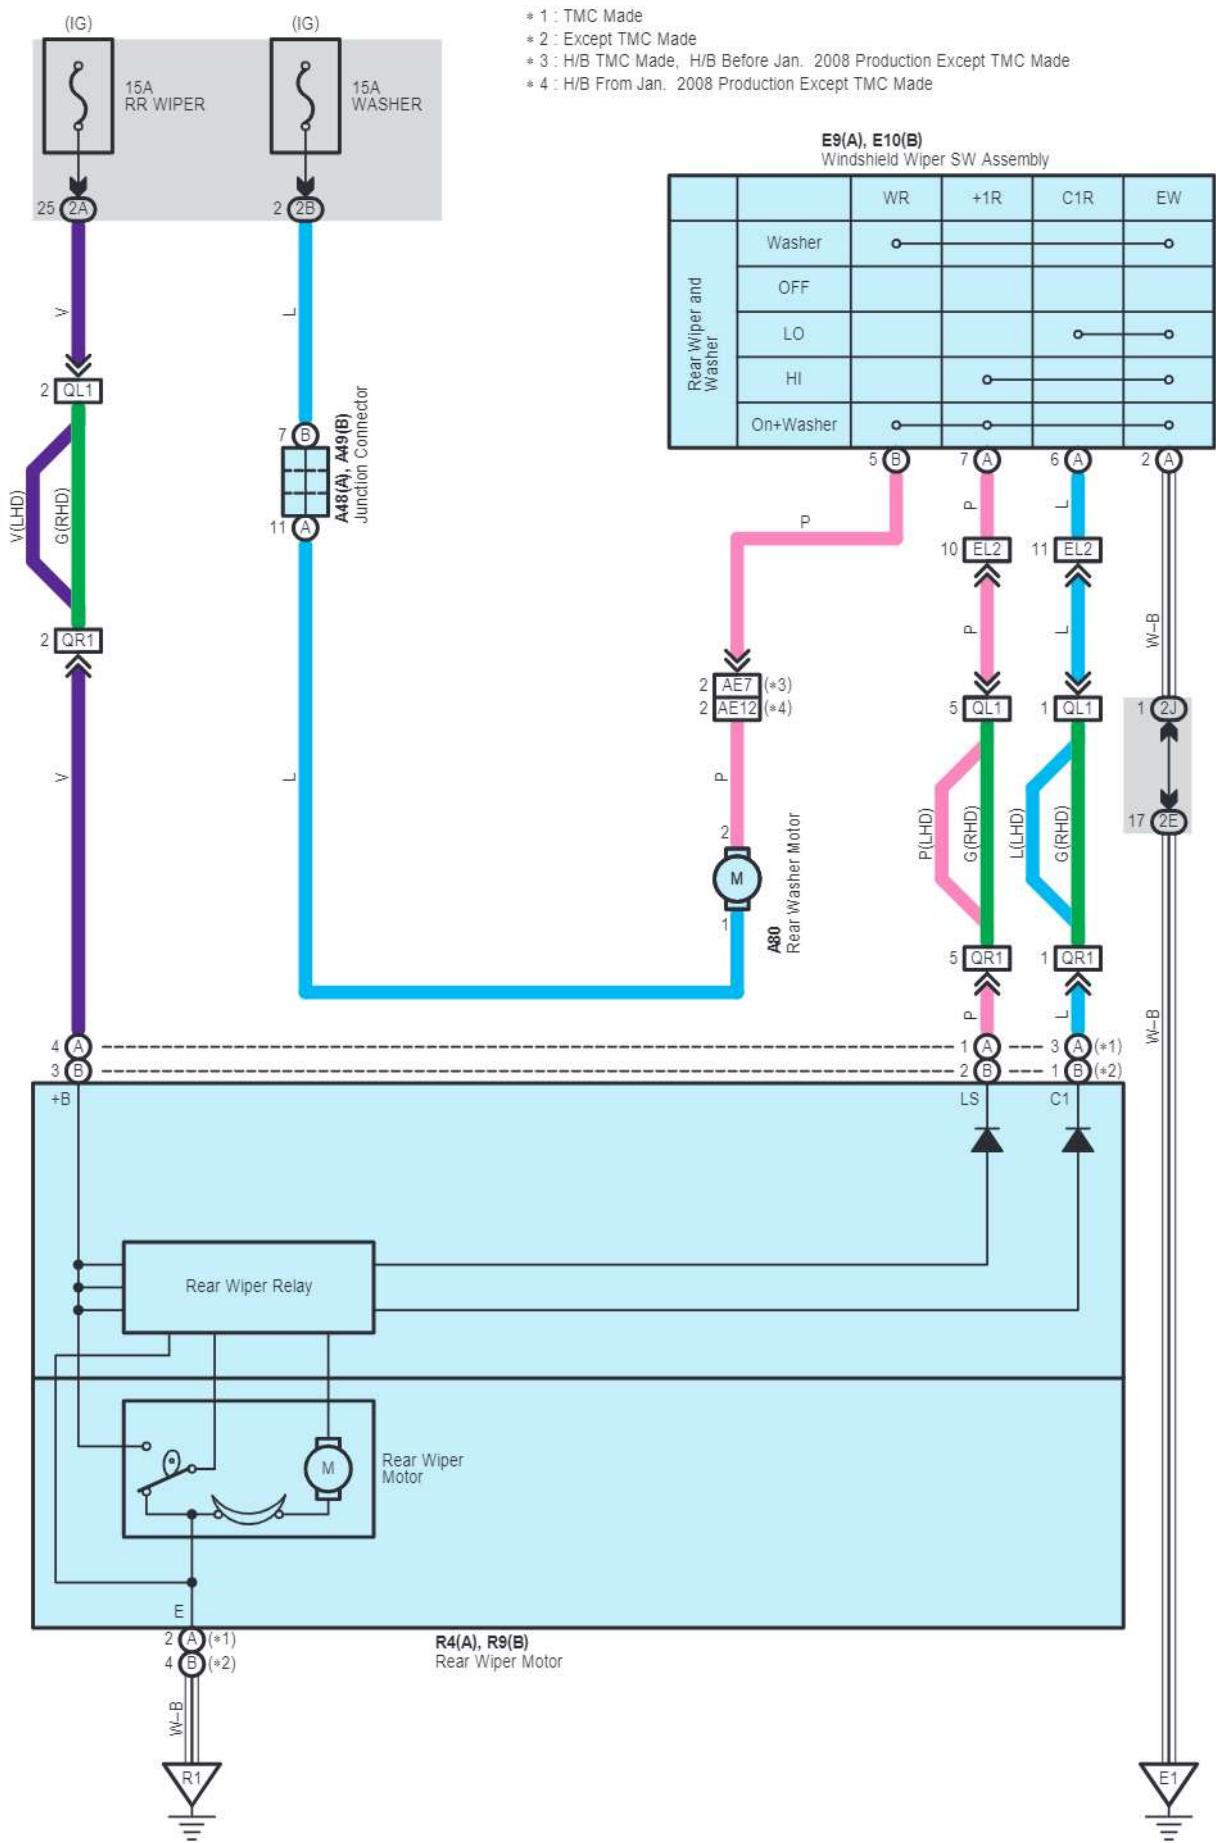 * 1 : TMC Made
* 2 : Except TMC Made
* 3 : H/B TMC Made, H/B Before Jan. 2008 Production Except TMC Made
* 4 : H/B From Jan. 2008 Production Except TMC Made
(IG)
(IG)
15A
RR WIPER
15A
WASHER
25 2A
2 2B
E9(A), E10(B)
Windshield Wiper SW Assembly
WR +1R C1R EW
Rear Wiper and
Washer
Washer
OFF
LO
HI
On+Washer
5 B
7 A
6 A
2 A
V
L
2 QL1
7 B
A48(A), A49(B)
Junction Connector
11 A
V(LHD)
G(RHD)
2 QR1
P
P
L
10 EL2
11 EL2
P
L
W-B
2 AE7 (*3)
2 AE12 (*4)
5 QL1
1 QL1
1 2J
17 2E
V
L
P
2
M
1
A80
Rear Washer Motor
P(LHD)
G(RHD)
L(LHD)
G(RHD)
5 QR1
1 QR1
P
L
W-B
4 A
1 A
3 A (*1)
3 B
2 B
1 B (*2)
+B
LS
C1
Rear Wiper Relay
M
Rear Wiper
Motor
E
2 A (*1)
4 B (*2)
R4(A), R9(B)
Rear Wiper Motor
W-B
R1
E1